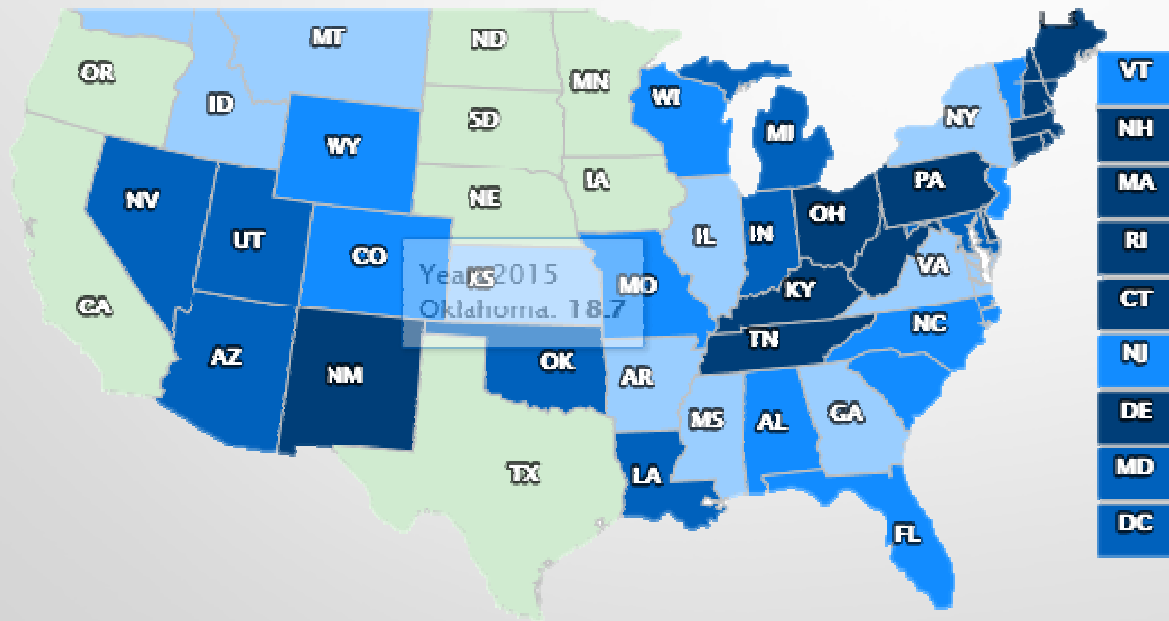 MT
ND
OR
MN
ID
SD
WI
NY
MI
WY
IA
PA
NV
NE
OH
UT
CO
IL
IN
VA
KS
Year: 2015
MO
KY
Oklahoma: 18.7
CA
NC
TN
AZ
NM
OK
AR
MS
AL
GA
TX
LA
FL
VT
NH
MA
RI
CT
NJ
DE
MD
DC